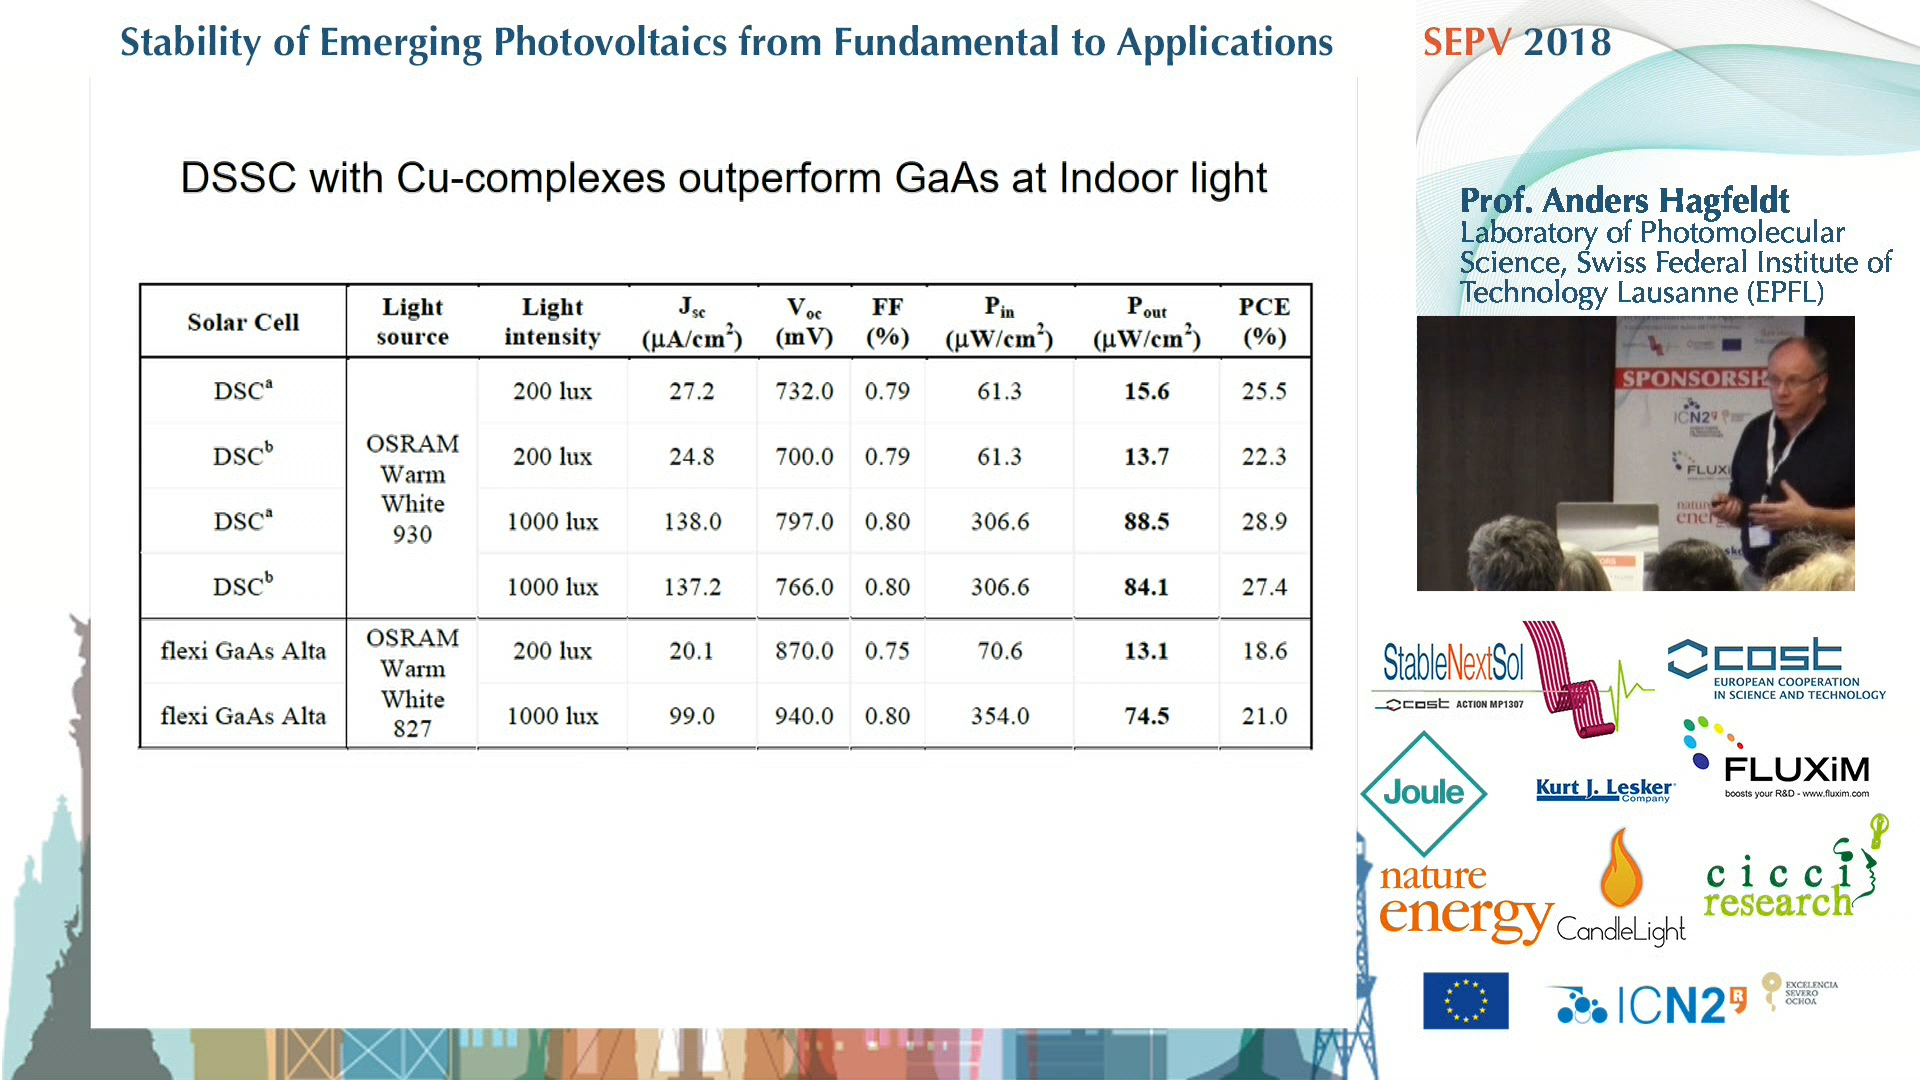 Stability of Emerging Photovoltaics from Fundamental to Applications
SEPV 2018
DSSC with Cu-complexes outperform GaAs at Indoor light
Solar Cell | Light source | Light intensity | Jsc (μA/cm²) | Voc (mV) | FF (%) | Pin (μW/cm²) | Pout (μW/cm²) | PCE (%)
DSCᵃ | OSRAM Warm White 930 | 200 lux | 27.2 | 732.0 | 0.79 | 61.3 | 15.6 | 25.5
DSCᵇ | 200 lux | 24.8 | 700.0 | 0.79 | 61.3 | 13.7 | 22.3
DSCᵃ | 1000 lux | 138.0 | 797.0 | 0.80 | 306.6 | 88.5 | 28.9
DSCᵇ | 1000 lux | 137.2 | 766.0 | 0.80 | 306.6 | 84.1 | 27.4
flexi GaAs Alta | OSRAM Warm White 827 | 200 lux | 20.1 | 870.0 | 0.75 | 70.6 | 13.1 | 18.6
flexi GaAs Alta | 1000 lux | 99.0 | 940.0 | 0.80 | 354.0 | 74.5 | 21.0
Prof. Anders Hagfeldt
Laboratory of Photomolecular
Science, Swiss Federal Institute of
Technology Lausanne (EPFL)
SPONSORSH
ICN2
FLUXi
natur
ener
StableNextSol
cost ACTION MP1307
cost
EUROPEAN COOPERATION
IN SCIENCE AND TECHNOLOGY
Joule
Kurt J. Lesker
Company
FLUXiM
boosts your R&D - www.fluxim.com
nature
energy
CandleLight
cicci
research
ICN2
EXCELENCIA
SEVERO
OCHOA